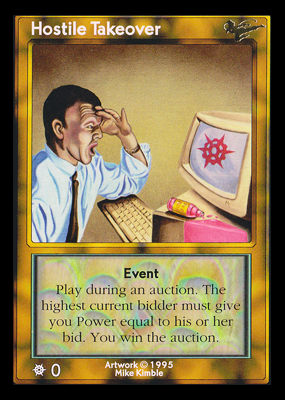 Hostile Takeover
Event
Play during an auction. The
highest current bidder must give
you Power equal to his or her
bid. You win the auction.
0
Artwork © 1995
Mike Kimble